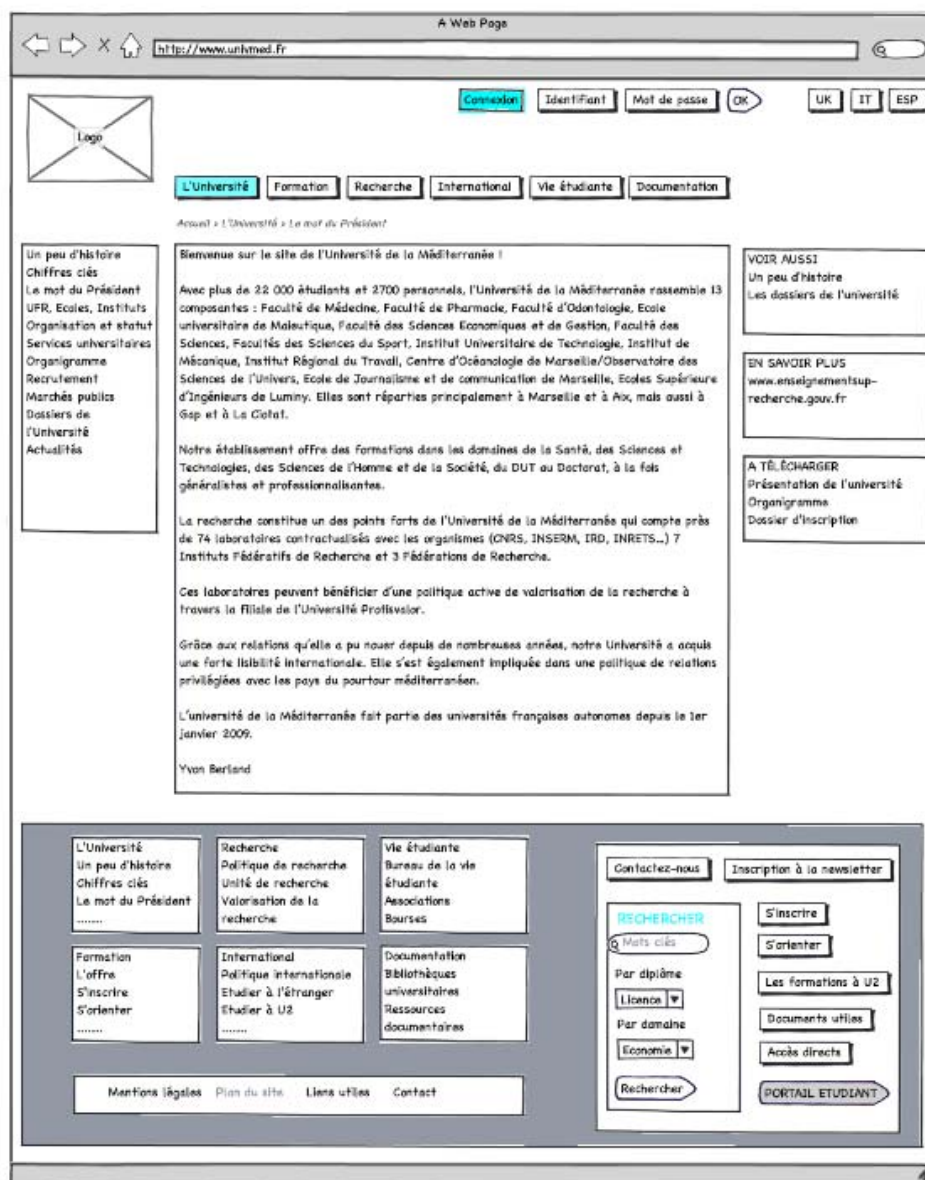 A Web Page
http://www.univmed.fr
Connexion
Identifiant
Mot de passe
OK
UK
IT
ESP
Logo
L'Université
Formation
Recherche
International
Vie étudiante
Documentation
Accueil > L'Université > Le mot du Président
Un peu d'histoire
Chiffres clés
Le mot du Président
UFR, Ecoles, Instituts
Organisation et statut
Services universitaires
Organigramme
Recrutement
Marchés publics
Dossiers de
l'Université
Actualités
Bienvenue sur le site de l'Université de la Méditerranée !
Avec plus de 22 000 étudiants et 2700 personnels, l'Université de la Méditerranée rassemble 13
composantes : Faculté de Médecine, Faculté de Pharmacie, Faculté d'Odontologie, Ecole
universitaire de Maïeutique, Faculté des Sciences Economiques et de Gestion, Faculté des
Sciences, Facultés des Sciences du Sport, Institut Universitaire de Technologie, Institut de
Mécanique, Institut Régional du Travail, Centre d'Océanologie de Marseille/Observatoire des
Sciences de l'Univers, Ecole de Journalisme et de communication de Marseille, Ecoles Supérieure
d'Ingénieurs de Luminy. Elles sont réparties principalement à Marseille et à Aix, mais aussi à
Gap et à La Ciotat.
Notre établissement offre des formations dans les domaines de la Santé, des Sciences et
Technologies, des Sciences de l'Homme et de la Société, du DUT au Doctorat, à la fois
généralistes et professionnalisantes.
La recherche constitue un des points forts de l'Université de la Méditerranée qui compte près
de 74 laboratoires contractualisés avec les organismes (CNRS, INSERM, IRD, INRETS...) 7
Instituts Fédératifs de Recherche et 3 Fédérations de Recherche.
Ces laboratoires peuvent bénéficier d'une politique active de valorisation de la recherche à
travers la filiale de l'Université Protisvalor.
Grâce aux relations qu'elle a pu nouer depuis de nombreuses années, notre Université a acquis
une forte lisibilité internationale. Elle s'est également impliquée dans une politique de relations
privilégiées avec les pays du pourtour méditerranéen.
L'université de la Méditerranée fait partie des universités françaises autonomes depuis le 1er
janvier 2009.
Yvon Berland
VOIR AUSSI
Un peu d'histoire
Les dossiers de l'université
EN SAVOIR PLUS
www.enseignementsup-
recherche.gouv.fr
A TÉLÉCHARGER
Présentation de l'université
Organigramme
Dossier d'inscription
L'Université
Un peu d'histoire
Chiffres clés
Le mot du Président
.......
Recherche
Politique de recherche
Unité de recherche
Valorisation de la
recherche
Vie étudiante
Bureau de la vie
étudiante
Associations
Bourses
Formation
L'offre
S'inscrire
S'orienter
.......
International
Politique internationale
Etudier à l'étranger
Etudier à U2
.......
Documentation
Bibliothèques
universitaires
Ressources
documentaires
Mentions légales
Plan du site
Liens utiles
Contact
Contactez-nous
Inscription à la newsletter
RECHERCHER
Mots clés
Par diplôme
Licence
Par domaine
Economie
Rechercher
S'inscrire
S'orienter
Les formations à U2
Documents utiles
Accès directs
PORTAIL ETUDIANT